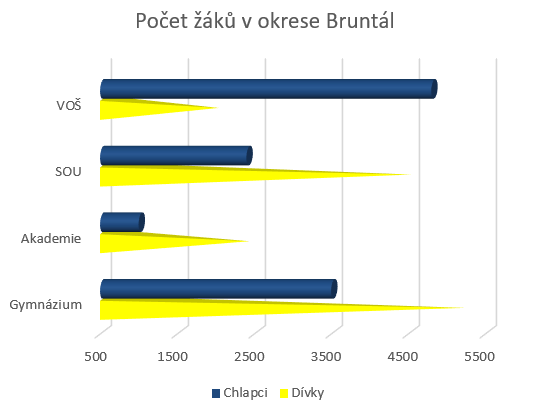 Počet žáků v okrese Bruntál
VOŠ
SOU
Akademie
Gymnázium
500 1500 2500 3500 4500 5500
Chlapci Dívky